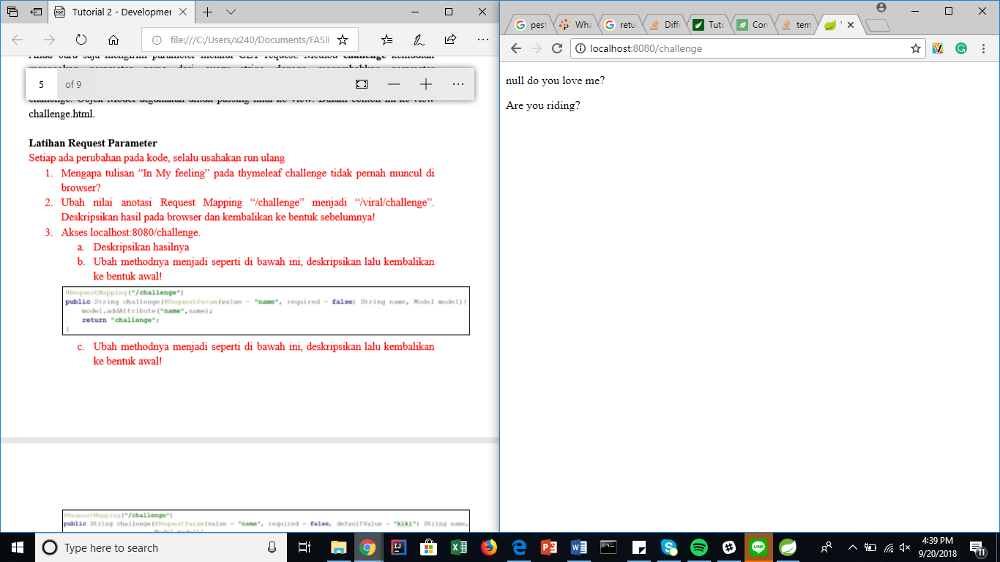 Tutorial 2 - Developmer
file:///C:/Users/x240/Documents/FASII
challenge
5 of 9
challenge.html.
Latihan Request Parameter
Setiap ada perubahan pada kode, selalu usahakan run ulang
1. Mengapa tulisan “In My feeling” pada thymeleaf challenge tidak pernah muncul di
browser?
2. Ubah nilai anotasi Request Mapping “/challenge” menjadi “/viral/challenge”.
Deskripsikan hasil pada browser dan kembalikan ke bentuk sebelumnya!
3. Akses localhost:8080/challenge.
a. Deskripsikan hasilnya
b. Ubah methodnya menjadi seperti di bawah ini, deskripsikan lalu kembalikan
ke bentuk awal!
@RequestMapping("/challenge")
public String challenge(@RequestParam(value = "name", required = false) String name, Model model){
model.addAttribute("name",name);
return "challenge";
}
c. Ubah methodnya menjadi seperti di bawah ini, deskripsikan lalu kembalikan
ke bentuk awal!
@RequestMapping("/challenge")
public String challenge(@RequestParam(value = "name", required = false, defaultValue = "kiki") String name,
pest
Wha
retu
Diff
Tuto
Con
tem
localhost:8080/challenge
null do you love me?
Are you riding?
Type here to search
4:39 PM
9/20/2018
11